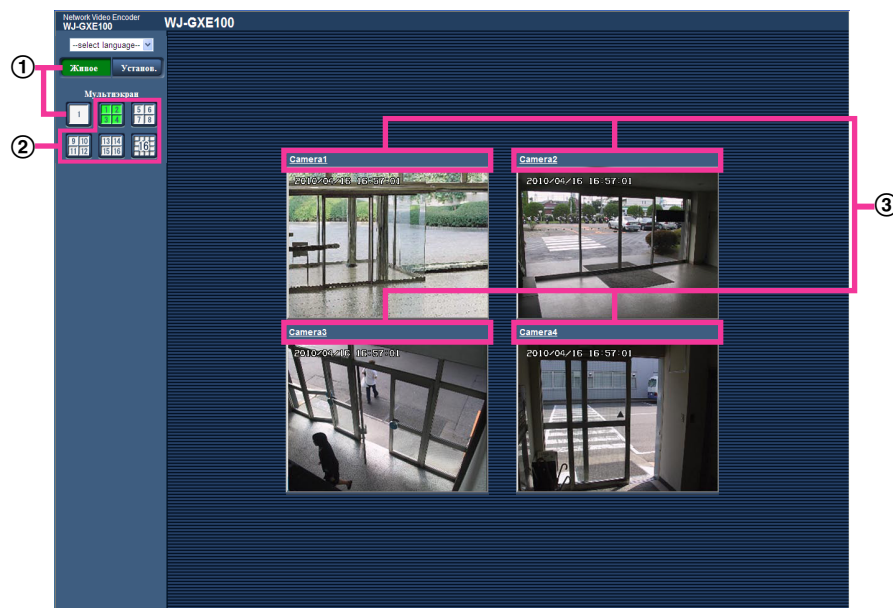 Network Video Encoder
WJ-GXE100
WJ-GXE100
--select language--
①
Живое Установ.
Мультиэкран
1
1 2
3 4
5 6
7 8
②
9 10
11 12
13 14
15 16
16
Camera1
2010/04/16 16:57:01
Camera2
2010/04/16 16:57:01
③
Camera3
2010/04/16 16:57:01
Camera4
2010/04/16 16:57:01